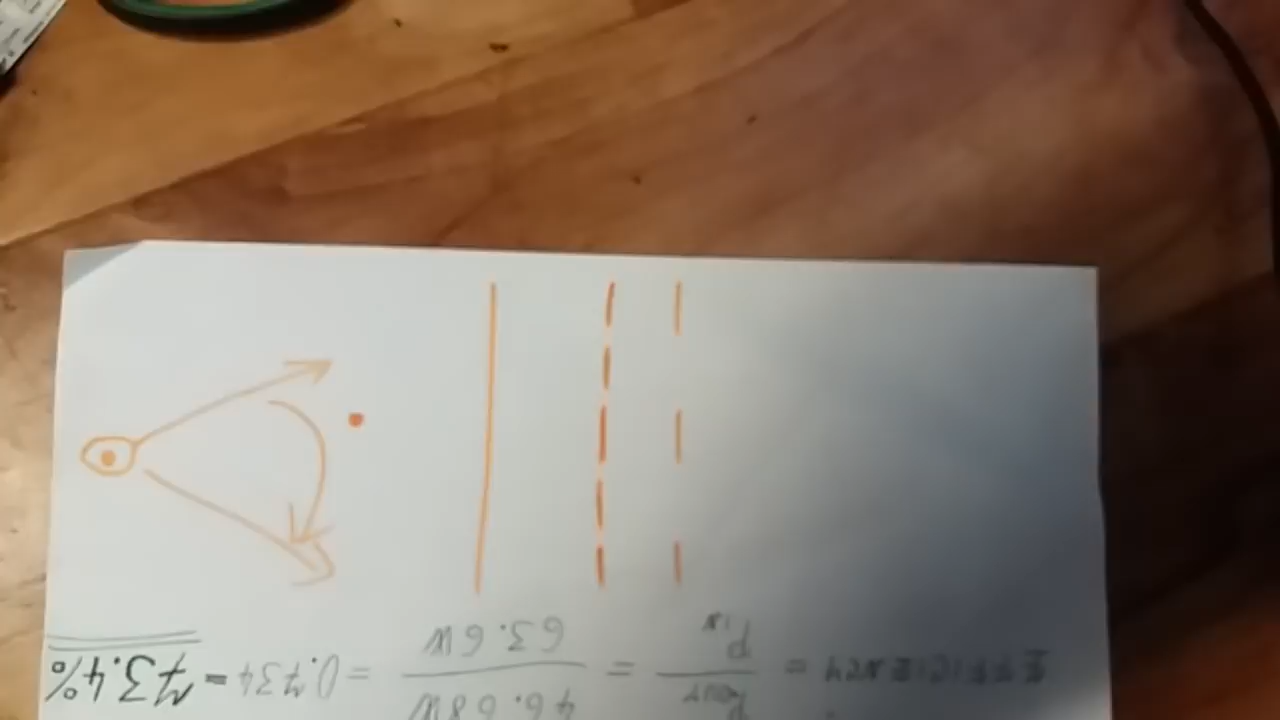 EFFICIENCY = Pout / Pin = 46.68W / 63.6W = 0.734 = 73.4%